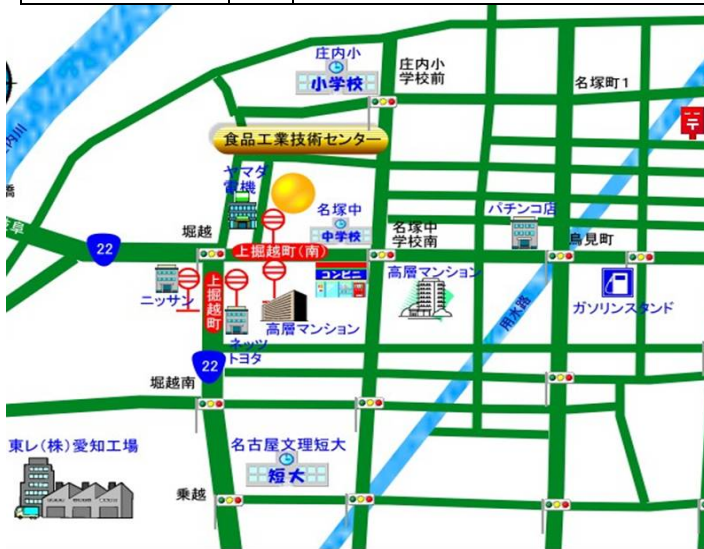 庄内小
小学校
庄内小
学校前
名塚町1
食品工業技術センター
ヤマダ
電機
堀越
名塚中
中学校
名塚中
学校南
パチンコ店
鳥見町
22
上掘越町(南)
コンビニ
高層マンション
ニッサン
上掘越町
高層マンション
ガソリンスタンド
用水路
ネッツ
トヨタ
22
堀越南
東レ(株)愛知工場
名古屋文理短大
短大
乗越